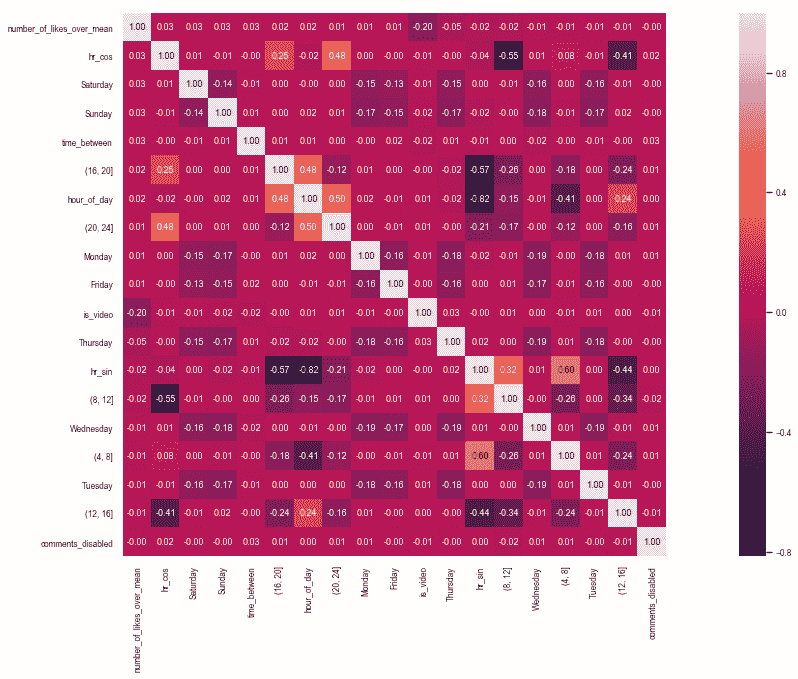 number_of_likes_over_mean 1.00 0.03 0.03 0.03 0.03 0.02 0.02 0.01 0.01 0.01 -0.20 -0.05 -0.02 -0.02 -0.01 -0.01 -0.01 -0.01 -0.00
hr_cos 0.03 1.00 0.01 -0.01 -0.00 0.25 -0.02 0.48 0.00 -0.00 -0.01 -0.00 -0.04 -0.55 0.01 0.08 -0.01 -0.41 0.02
Saturday 0.03 0.01 1.00 -0.14 0.01 0.00 -0.00 0.00 -0.15 -0.13 -0.01 -0.15 0.00 -0.00 -0.16 -0.00 -0.16 -0.01 -0.00
Sunday 0.03 -0.01 -0.14 1.00 0.01 0.00 0.02 0.01 -0.17 -0.15 -0.02 -0.17 -0.02 -0.01 -0.18 -0.01 -0.17 0.02 -0.01
time_between 0.03 -0.00 0.01 0.01 1.00 0.01 0.01 0.00 -0.00 0.00 -0.02 0.01 -0.01 -0.02 -0.02 0.00 -0.01 -0.00 0.03
(16, 20] 0.02 0.25 0.00 0.00 0.01 1.00 0.48 -0.12 0.01 0.00 -0.00 -0.02 -0.57 -0.26 0.00 -0.18 0.00 -0.24 0.01
hour_of_day 0.02 -0.02 -0.00 0.02 0.01 0.48 1.00 0.50 0.02 -0.00 0.01 -0.02 -0.82 -0.15 -0.01 -0.41 0.00 0.24 0.00
(20, 24] 0.01 0.48 0.00 0.01 0.00 -0.12 0.50 1.00 0.00 -0.01 0.01 -0.00 -0.21 -0.17 -0.00 -0.12 0.00 -0.16 0.01
Monday 0.01 0.00 -0.15 -0.17 -0.00 0.01 0.02 0.00 1.00 -0.16 -0.00 -0.18 -0.01 -0.01 -0.19 -0.00 -0.18 0.01 0.01
Friday 0.01 -0.00 -0.13 -0.15 0.00 0.00 -0.00 -0.01 -0.16 1.00 -0.01 -0.16 0.00 0.00 -0.17 0.01 -0.16 -0.00 -0.01
is_video -0.20 -0.01 -0.01 -0.02 -0.02 -0.00 0.01 0.01 -0.00 -0.01 1.00 0.03 -0.00 0.00 0.01 -0.00 0.01 0.00 -0.01
Thursday -0.05 -0.00 -0.15 -0.17 0.01 -0.02 -0.02 -0.00 -0.18 -0.16 0.03 1.00 0.02 0.00 -0.19 0.01 -0.18 -0.00 -0.00
hr_sin -0.02 -0.04 0.00 -0.02 -0.01 -0.57 -0.82 -0.21 -0.01 0.00 -0.00 0.02 1.00 0.32 0.01 0.60 0.00 -0.44 0.00
(8, 12] -0.02 -0.55 -0.00 -0.01 -0.02 -0.26 -0.15 -0.17 -0.01 0.00 0.00 0.00 0.32 1.00 0.00 -0.26 0.00 -0.34 -0.02
Wednesday -0.01 0.01 -0.16 -0.18 -0.02 0.00 -0.01 -0.00 -0.19 -0.17 0.01 -0.19 0.01 0.00 1.00 0.01 -0.19 -0.01 0.01
(4, 8] -0.01 0.08 -0.00 -0.01 0.00 -0.18 -0.41 -0.12 -0.00 0.01 -0.00 0.01 0.60 -0.26 0.01 1.00 0.01 -0.24 0.01
Tuesday -0.01 -0.01 -0.16 -0.17 -0.01 0.00 0.00 0.00 -0.18 -0.16 0.01 -0.18 0.00 0.00 -0.19 0.01 1.00 -0.01 -0.01
(12, 16] -0.01 -0.41 -0.01 0.02 -0.00 -0.24 0.24 -0.16 0.01 -0.00 0.00 -0.00 -0.44 -0.34 -0.01 -0.24 -0.01 1.00 -0.01
comments_disabled -0.00 0.02 -0.00 -0.01 0.03 0.01 0.00 0.01 0.01 -0.01 -0.01 -0.00 0.00 -0.02 0.01 0.01 -0.01 -0.01 1.00
number_of_likes_over_mean
hr_cos
Saturday
Sunday
time_between
(16, 20]
hour_of_day
(20, 24]
Monday
Friday
is_video
Thursday
hr_sin
(8, 12]
Wednesday
(4, 8]
Tuesday
(12, 16]
comments_disabled
0.8
0.4
0.0
-0.4
-0.8